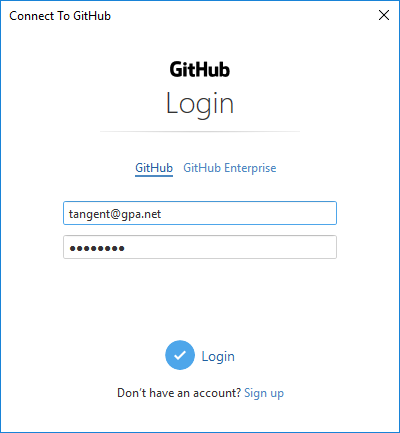 Connect To GitHub
GitHub
Login
GitHub GitHub Enterprise
tangent@gpa.net
●●●●●●●●
Login
Don't have an account? Sign up